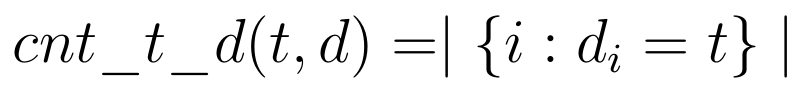 cnt_t_d(t, d) =| {i : d_i = t} |